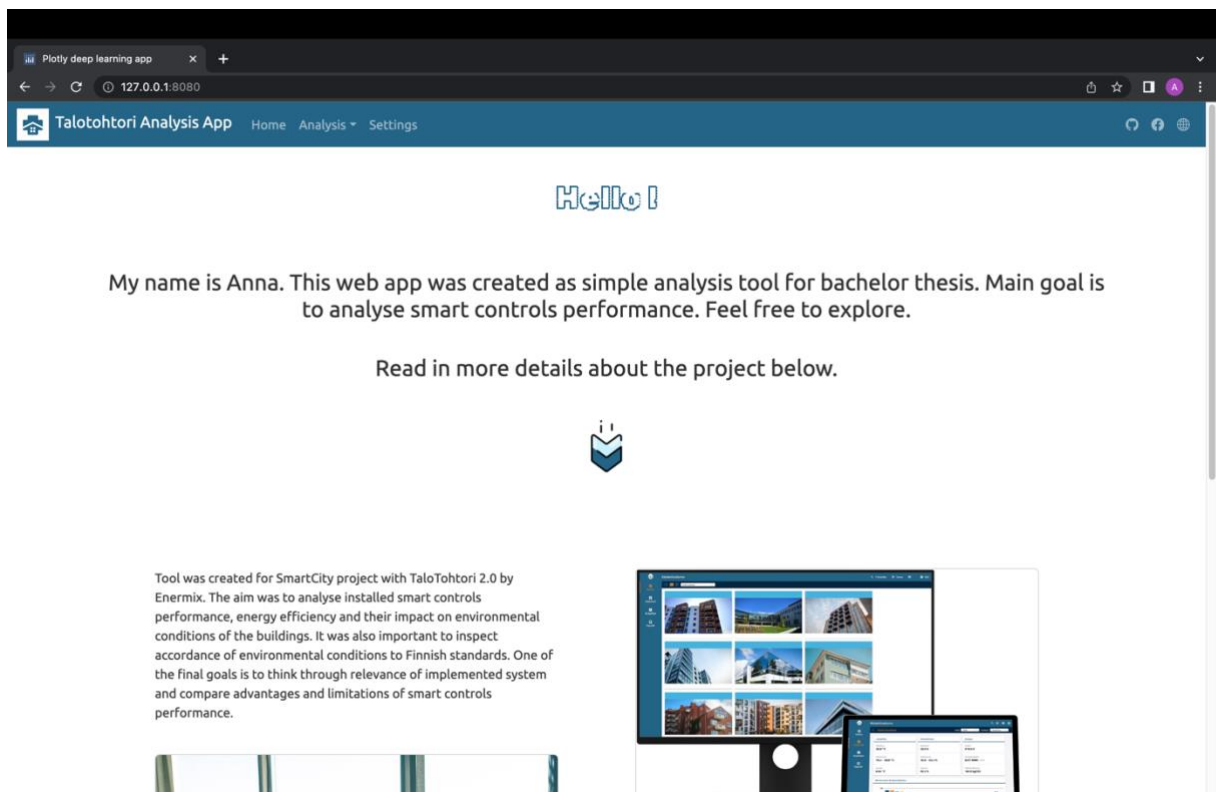 Plotly deep learning app
127.0.0.1:8080
A
Talotohtori Analysis App Home Analysis Settings
Hello!
My name is Anna. This web app was created as simple analysis tool for bachelor thesis. Main goal is
to analyse smart controls performance. Feel free to explore.
Read in more details about the project below.
Tool was created for SmartCity project with TaloTohtori 2.0 by
Enermix. The aim was to analyse installed smart controls
performance, energy efficiency and their impact on environmental
conditions of the buildings. It was also important to inspect
accordance of environmental conditions to Finnish standards. One of
the final goals is to think through relevance of implemented system
and compare advantages and limitations of smart controls
performance.